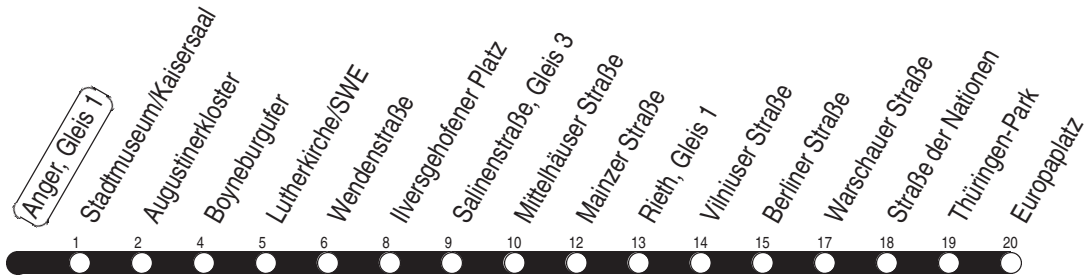 Anger, Gleis 1
Stadtmuseum/Kaisersaal
Augustinerkloster
Boyneburgufer
Lutherkirche/SWE
Wendenstraße
Ilversgehofener Platz
Salinenstraße, Gleis 3
Mittelhäuser Straße
Mainzer Straße
Rieth, Gleis 1
Vilniuser Straße
Berliner Straße
Warschauer Straße
Straße der Nationen
Thüringen-Park
Europaplatz
1 2 4 5 6 8 9 10 12 13 14 15 17 18 19 20